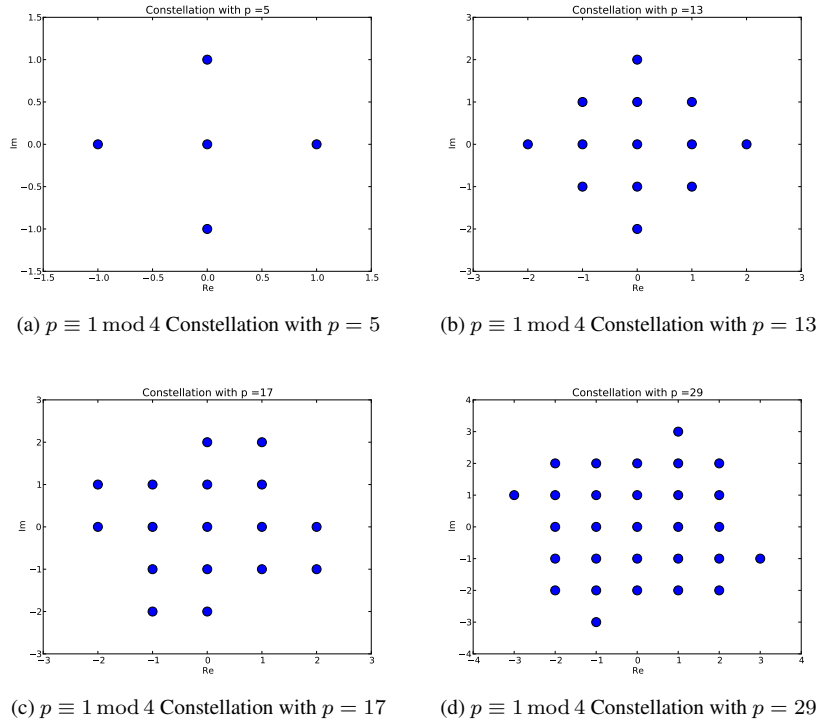 Constellation with p =5
1.5
1.0
0.5
0.0
−0.5
−1.0
−1.5
Im
−1.5 −1.0 −0.5 0.0 0.5 1.0 1.5
Re
(a) p ≡ 1 mod 4 Constellation with p = 5
Constellation with p =13
3
2
1
0
−1
−2
−3
Im
−3 −2 −1 0 1 2 3
Re
(b) p ≡ 1 mod 4 Constellation with p = 13
Constellation with p =17
3
2
1
0
−1
−2
−3
Im
−3 −2 −1 0 1 2 3
Re
(c) p ≡ 1 mod 4 Constellation with p = 17
Constellation with p =29
4
3
2
1
0
−1
−2
−3
−4
Im
−4 −3 −2 −1 0 1 2 3 4
Re
(d) p ≡ 1 mod 4 Constellation with p = 29